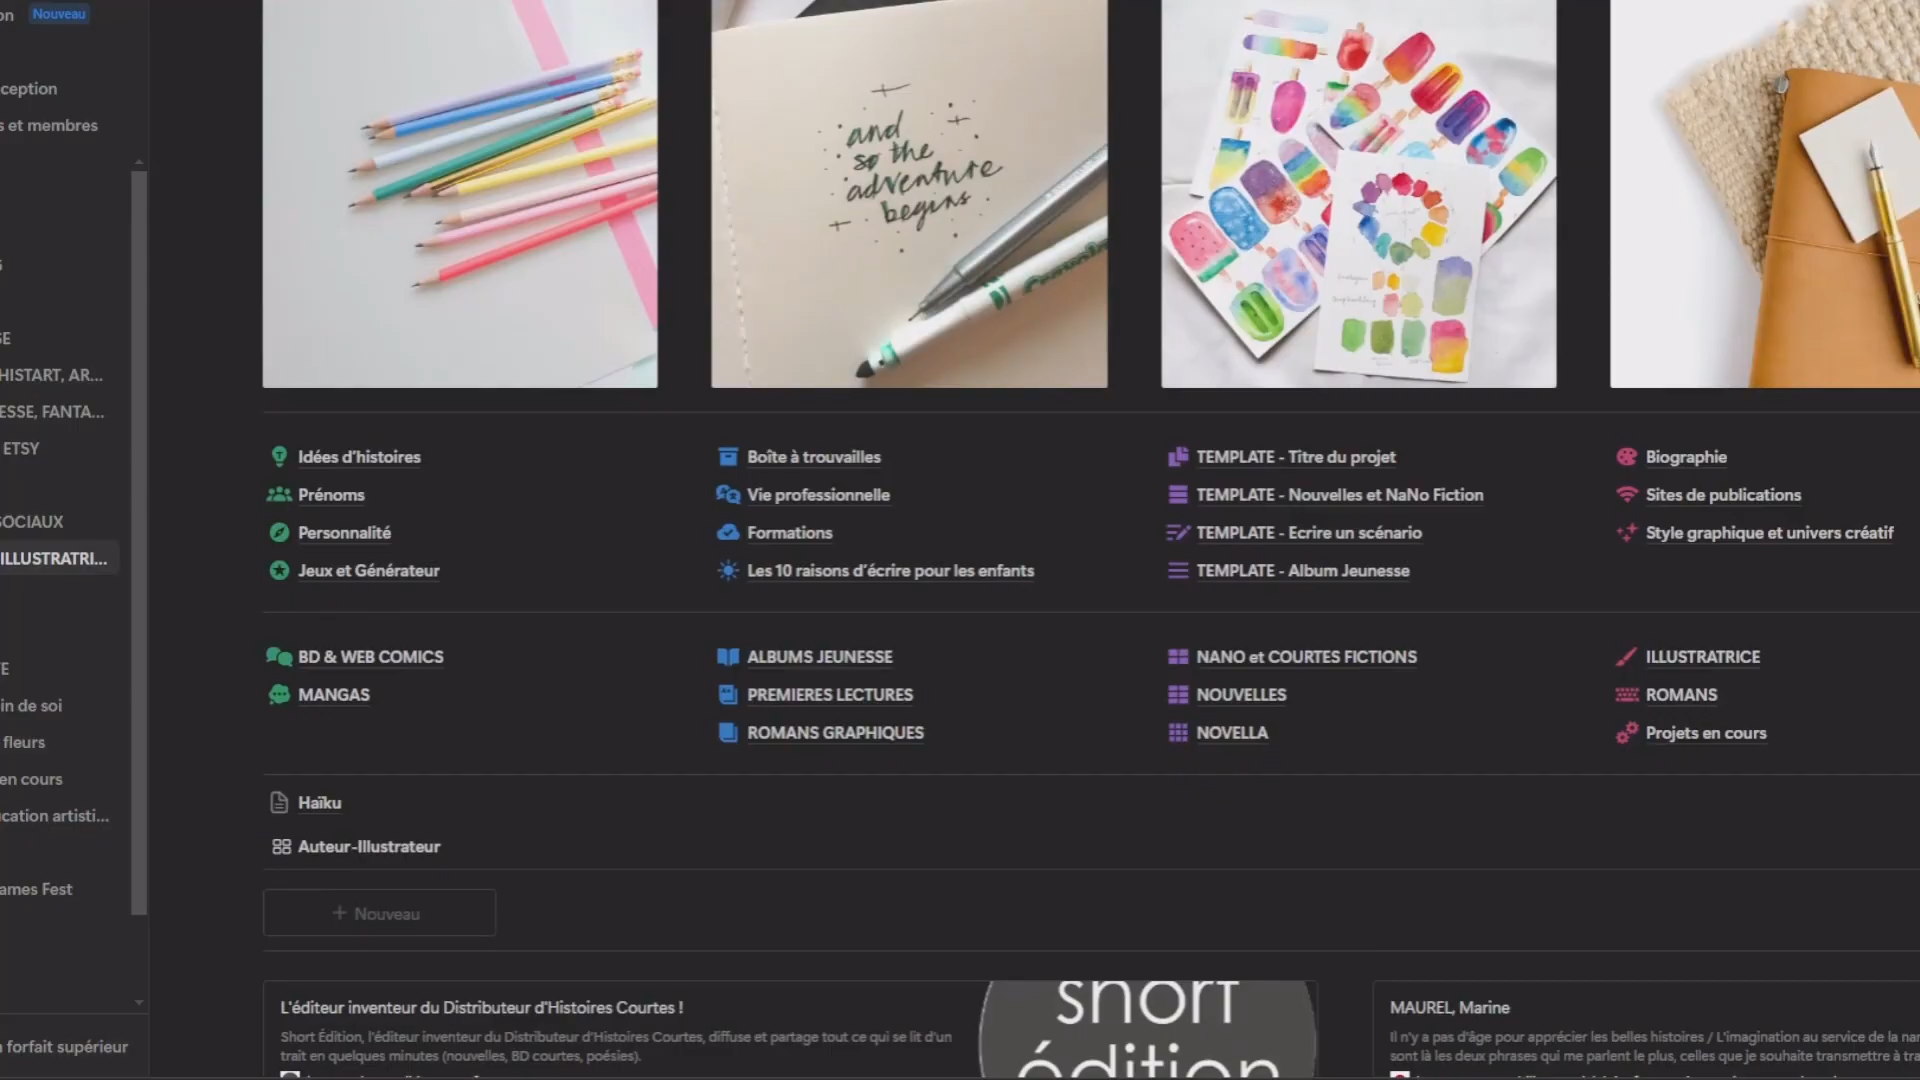 on Nouveau
ception
s et membres
SE
HISTART, AR...
ESSE, FANTA...
ETSY
SOCIAUX
ILLUSTRATRI...
E
in de soi
fleurs
en cours
cation artisti...
ames Fest
forfait supérieur
and
so the
adventure
begins
Idées d'histoires
Prénoms
Personnalité
Jeux et Générateur
Boîte à trouvailles
Vie professionnelle
Formations
Les 10 raisons d'écrire pour les enfants
TEMPLATE - Titre du projet
TEMPLATE - Nouvelles et NaNo Fiction
TEMPLATE - Ecrire un scénario
TEMPLATE - Album Jeunesse
Biographie
Sites de publications
Style graphique et univers créatif
BD & WEB COMICS
MANGAS
ALBUMS JEUNESSE
PREMIERES LECTURES
ROMANS GRAPHIQUES
NANO et COURTES FICTIONS
NOUVELLES
NOVELLA
ILLUSTRATRICE
ROMANS
Projets en cours
Haïku
Auteur-Illustrateur
+ Nouveau
L'éditeur inventeur du Distributeur d'Histoires Courtes !
Short Édition, l'éditeur inventeur du Distributeur d'Histoires Courtes, diffuse et partage tout ce qui se lit d'un
trait en quelques minutes (nouvelles, BD courtes, poésies).
short
édition
MAUREL, Marine
Il n'y a pas d'âge pour apprécier les belles histoires / L'imagination au service de la nar
sont là les deux phrases qui me parlent le plus, celles que je souhaite transmettre à tra